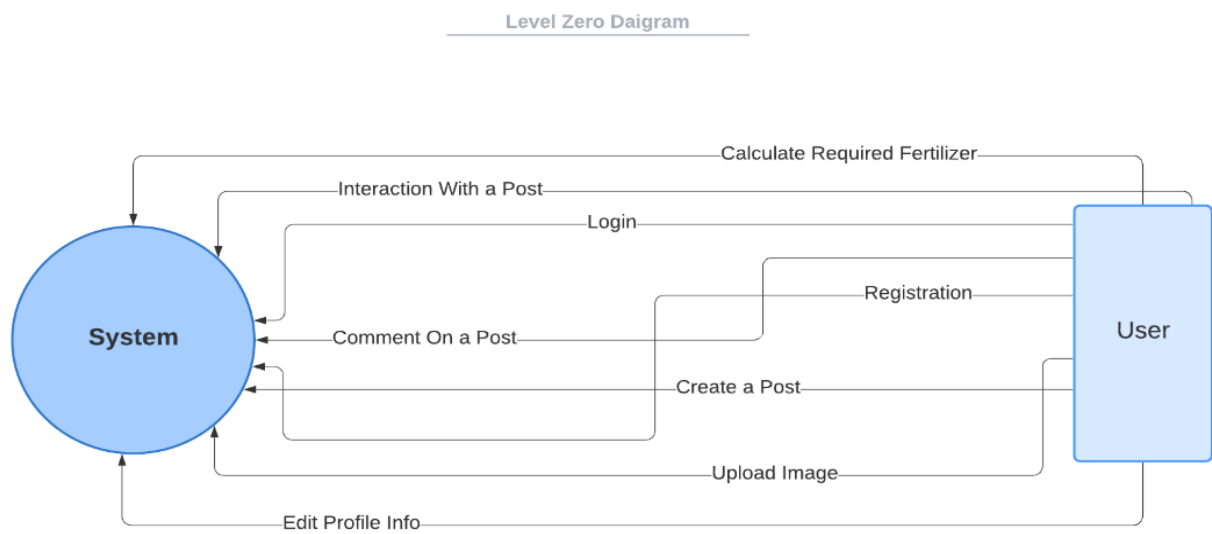 Level Zero Daigram
Calculate Required Fertilizer
Interaction With a Post
Login
Registration
User
System
Comment On a Post
Create a Post
Upload Image
Edit Profile Info